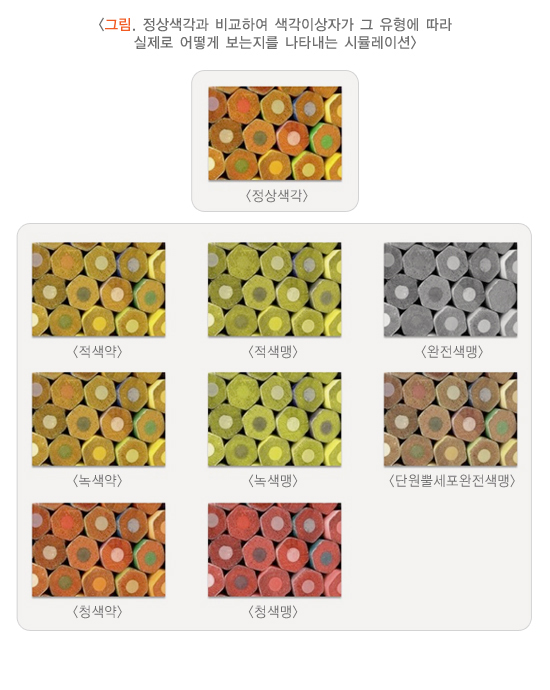 〈그림. 정상색각과 비교하여 색각이상자가 그 유형에 따라
실제로 어떻게 보는지를 나타내는 시뮬레이션〉
〈정상색각〉
〈적색약〉
〈적색맹〉
〈완전색맹〉
〈녹색약〉
〈녹색맹〉
〈단원뿔세포완전색맹〉
〈청색약〉
〈청색맹〉